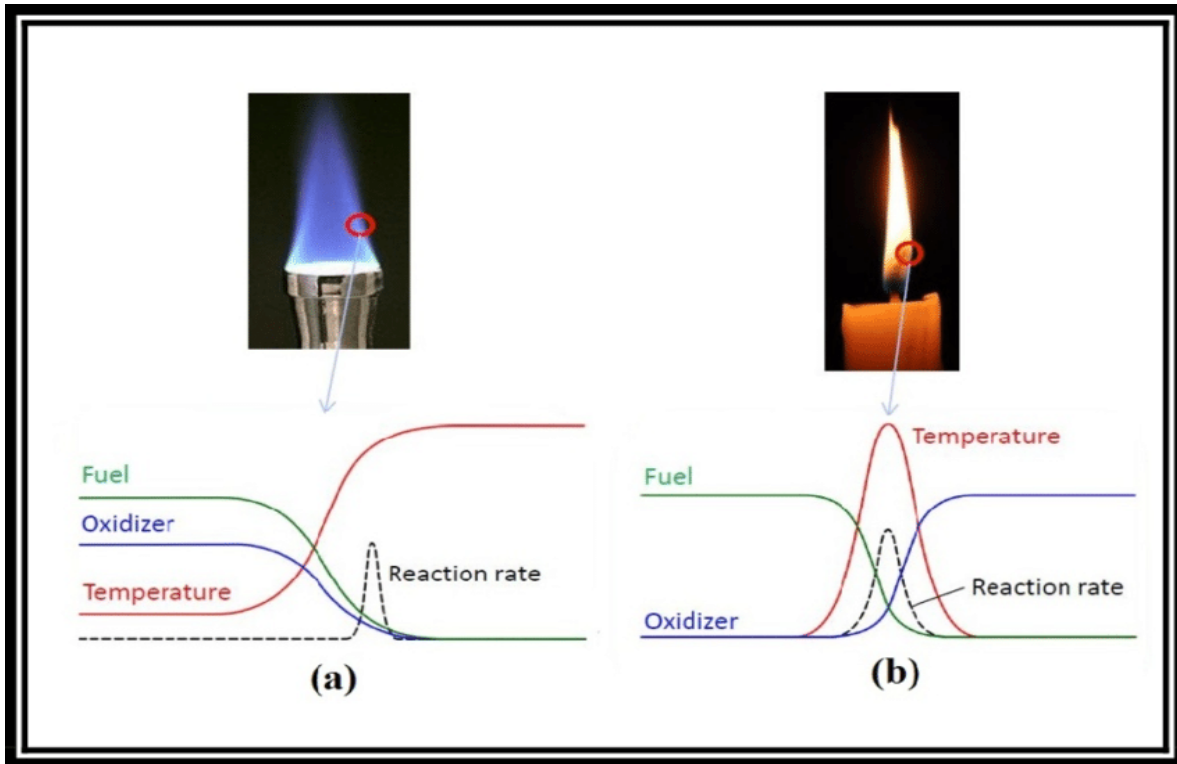 Fuel
Oxidizer
Temperature
Reaction rate
(a)
Temperature
Fuel
Reaction rate
Oxidizer
(b)